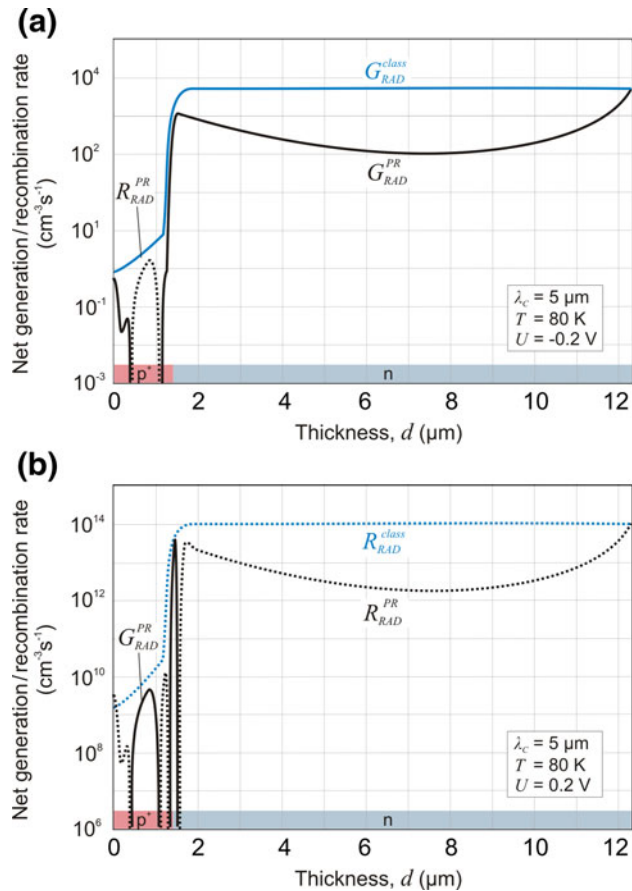 (a)
Net generation/recombination rate
(cm⁻³s⁻¹)
10⁴
10²
10¹
10⁻¹
10⁻³
G_RAD^class
R_RAD^PR
G_RAD^PR
λ_c = 5 µm
T = 80 K
U = -0.2 V
p⁺
n
0
2
4
6
8
10
12
Thickness, d (µm)
(b)
Net generation/recombination rate
(cm⁻³s⁻¹)
10¹⁴
10¹²
10¹⁰
10⁸
10⁶
R_RAD^class
G_RAD^PR
R_RAD^PR
λ_c = 5 µm
T = 80 K
U = 0.2 V
p⁺
n
0
2
4
6
8
10
12
Thickness, d (µm)